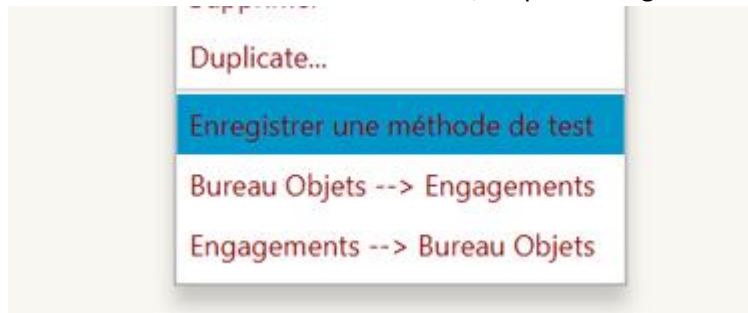 Duplicate...
Enregistrer une méthode de test
Bureau Objets --> Engagements
Engagements --> Bureau Objets